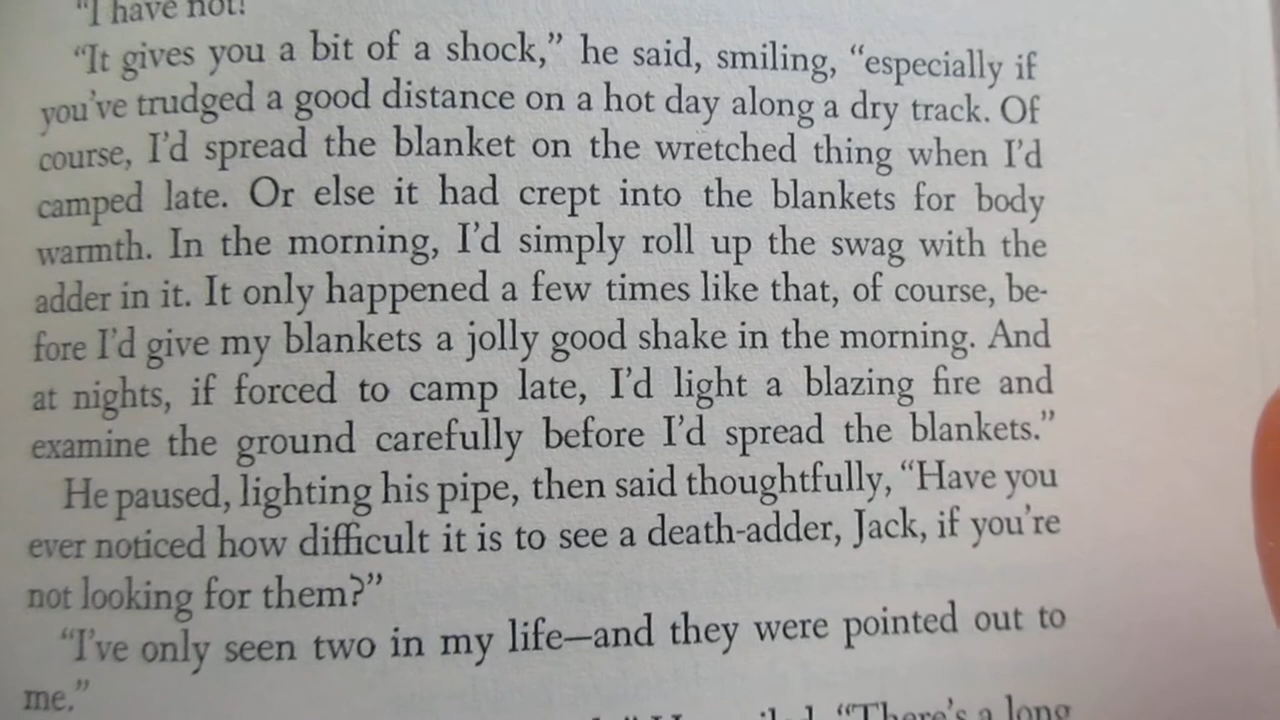 "I have not!
"It gives you a bit of a shock," he said, smiling, "especially if
you've trudged a good distance on a hot day along a dry track. Of
course, I'd spread the blanket on the wretched thing when I'd
camped late. Or else it had crept into the blankets for body
warmth. In the morning, I'd simply roll up the swag with the
adder in it. It only happened a few times like that, of course, be-
fore I'd give my blankets a jolly good shake in the morning. And
at nights, if forced to camp late, I'd light a blazing fire and
examine the ground carefully before I'd spread the blankets."
He paused, lighting his pipe, then said thoughtfully, "Have you
ever noticed how difficult it is to see a death-adder, Jack, if you're
not looking for them?"
"I've only seen two in my life—and they were pointed out to
me."
"There's a long